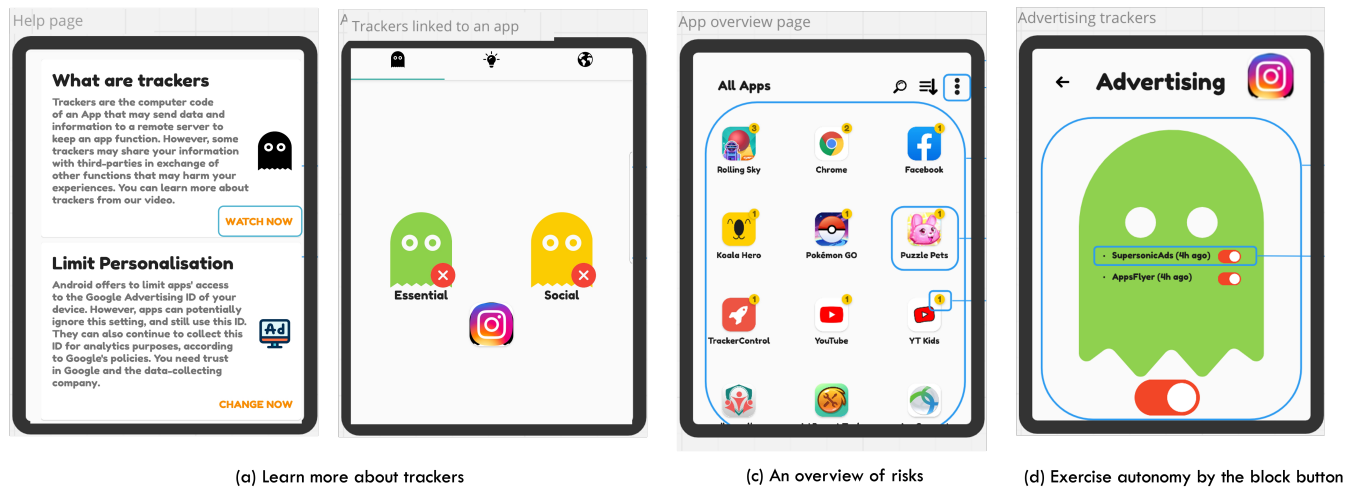 Help page
What are trackers
Trackers are the computer code
of an App that may send data and
information to a remote server to
keep an app function. However, some
trackers may share your information
with third-parties in exchange of
other functions that may harm your
experiences. You can learn more about
trackers from our video.
WATCH NOW
Limit Personalisation
Android offers to limit apps' access
to the Google Advertising ID of your
device. However, apps can potentially
ignore this setting, and still use this ID.
They can also continue to collect this
ID for analytics purposes, according
to Google's policies. You need trust
in Google and the data-collecting
company.
Ad
CHANGE NOW
Trackers linked to an app
Essential
Social
(a) Learn more about trackers
App overview page
All Apps
3
2
1
Rolling Sky
Chrome
Facebook
1
1
1
Koala Hero
Pokémon GO
Puzzle Pets
1
1
1
TrackerControl
YouTube
YT Kids
(c) An overview of risks
Advertising trackers
Advertising
• SupersonicAds (4h ago)
• AppsFlyer (4h ago)
(d) Exercise autonomy by the block button